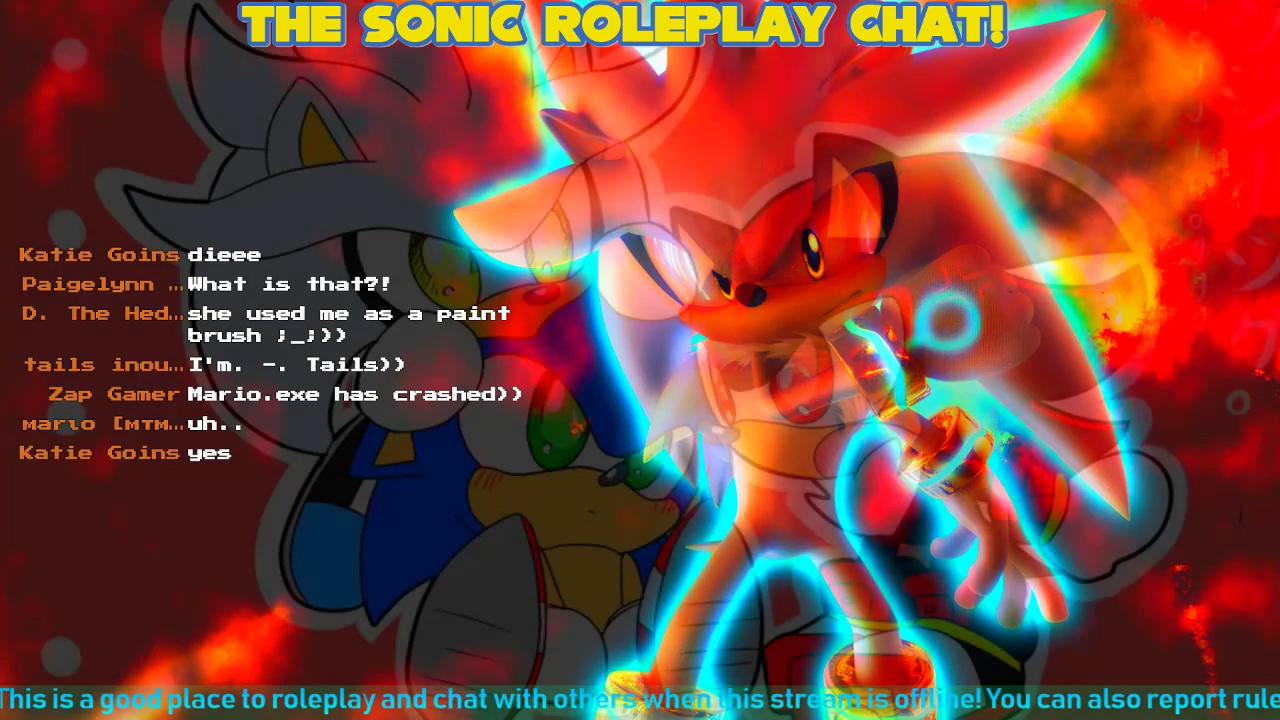 THE SONIC ROLEPLAY CHAT!
Katie Goins dieee
Paigelynn ... What is that?!
D. The Hed... she used me as a paint
brush ;_;))
tails inou... I'm. -. Tails))
Zap Gamer Mario.exe has crashed))
мarιo [мтм... uh..
Katie Goins yes
This is a good place to roleplay and chat with others when this stream is offline! You can also report rule